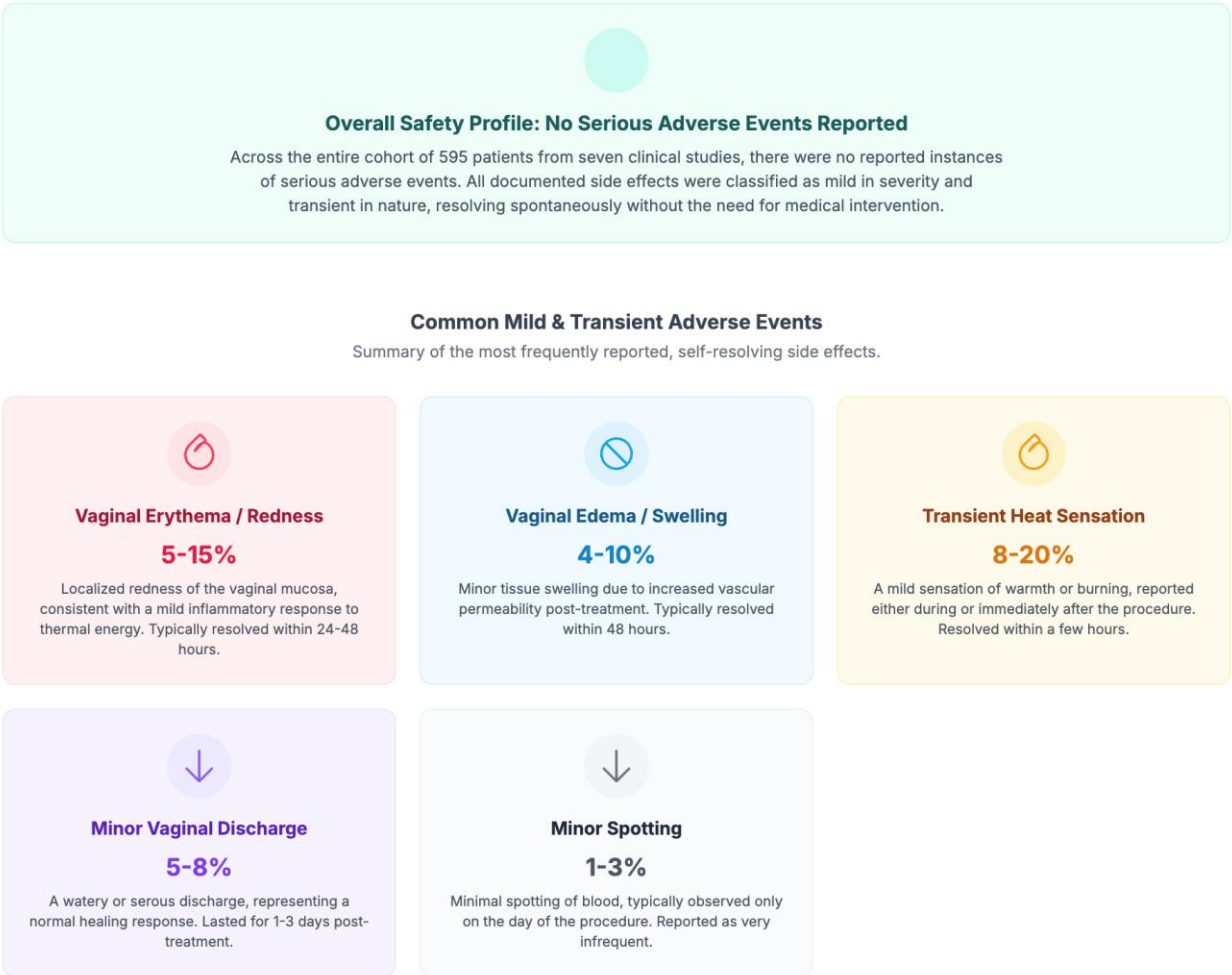 Overall Safety Profile: No Serious Adverse Events Reported
Across the entire cohort of 595 patients from seven clinical studies, there were no reported instances
of serious adverse events. All documented side effects were classified as mild in severity and
transient in nature, resolving spontaneously without the need for medical intervention.
Common Mild & Transient Adverse Events
Summary of the most frequently reported, self-resolving side effects.
Vaginal Erythema / Redness
5-15%
Localized redness of the vaginal mucosa,
consistent with a mild inflammatory response to
thermal energy. Typically resolved within 24-48
hours.
Vaginal Edema / Swelling
4-10%
Minor tissue swelling due to increased vascular
permeability post-treatment. Typically resolved
within 48 hours.
Transient Heat Sensation
8-20%
A mild sensation of warmth or burning, reported
either during or immediately after the procedure.
Resolved within a few hours.
Minor Vaginal Discharge
5-8%
A watery or serous discharge, representing a
normal healing response. Lasted for 1-3 days post-
treatment.
Minor Spotting
1-3%
Minimal spotting of blood, typically observed only
on the day of the procedure. Reported as very
infrequent.